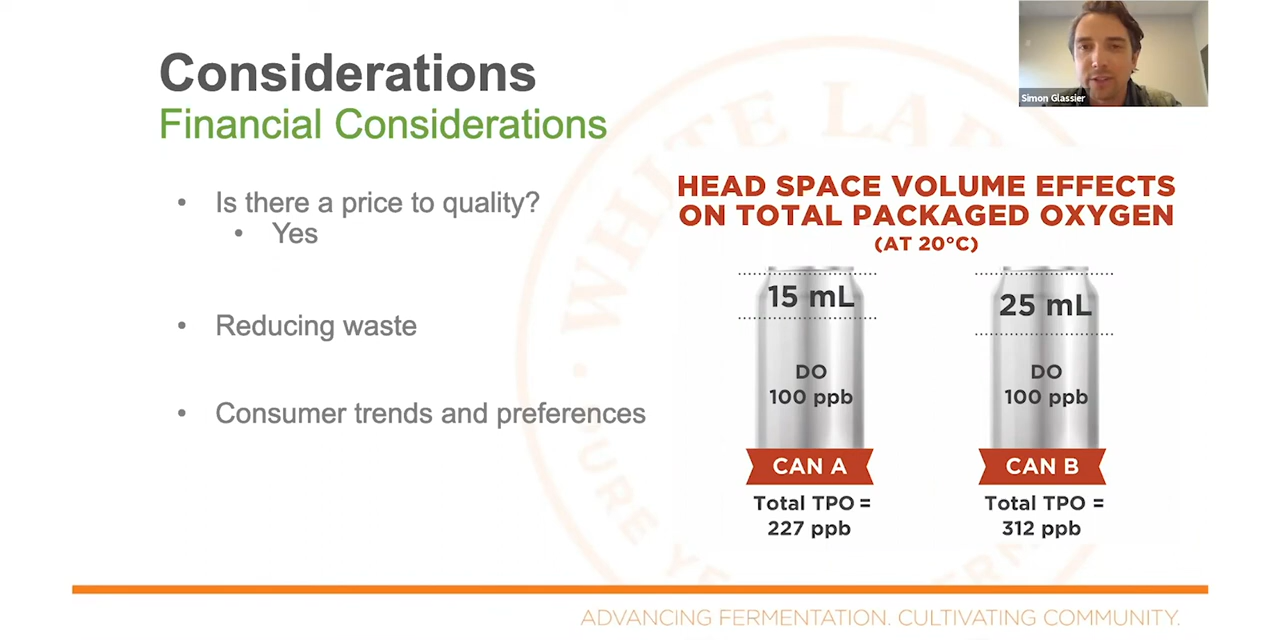 Simon Glassier
Considerations
Financial Considerations
• Is there a price to quality?
• Yes
• Reducing waste
• Consumer trends and preferences
HEAD SPACE VOLUME EFFECTS
ON TOTAL PACKAGED OXYGEN
(AT 20°C)
15 mL
DO
100 ppb
CAN A
Total TPO =
227 ppb
25 mL
DO
100 ppb
CAN B
Total TPO =
312 ppb
WHITE LAB
ADVANCING FERMENTATION. CULTIVATING COMMUNITY.